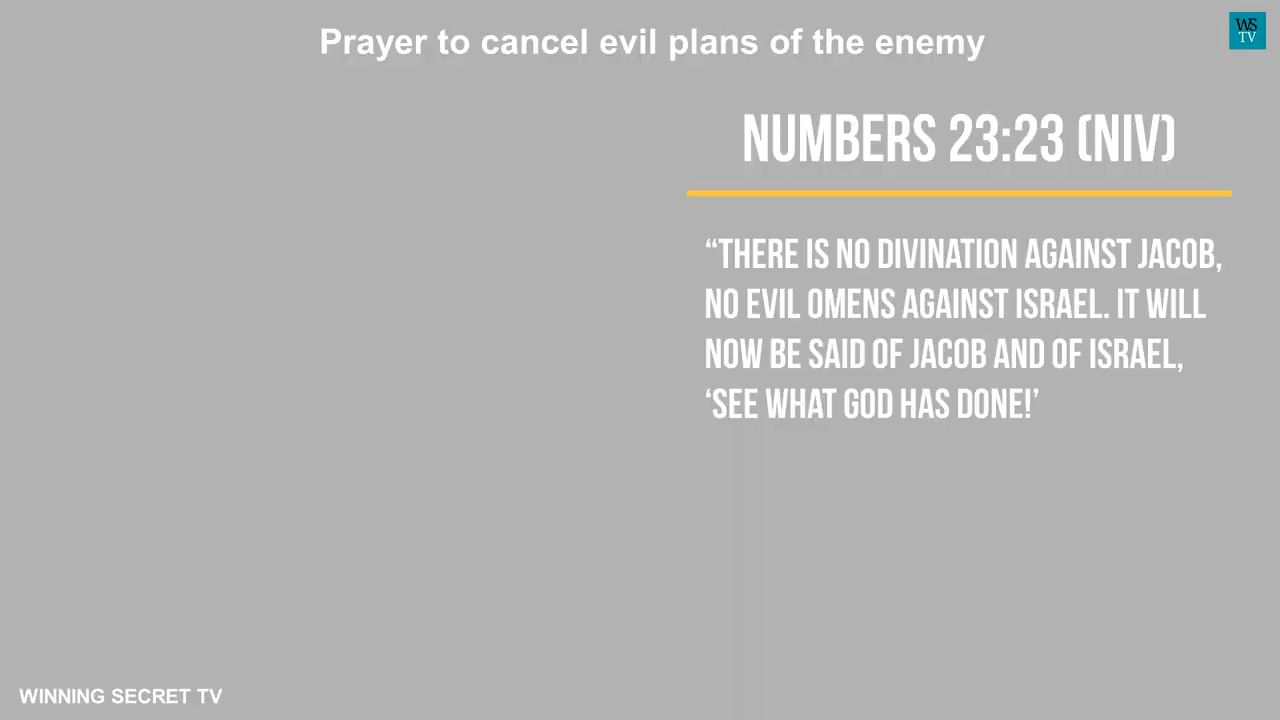 Prayer to cancel evil plans of the enemy
WS
TV
NUMBERS 23:23 (NIV)
“THERE IS NO DIVINATION AGAINST JACOB,
NO EVIL OMENS AGAINST ISRAEL. IT WILL
NOW BE SAID OF JACOB AND OF ISRAEL,
‘SEE WHAT GOD HAS DONE!’
WINNING SECRET TV